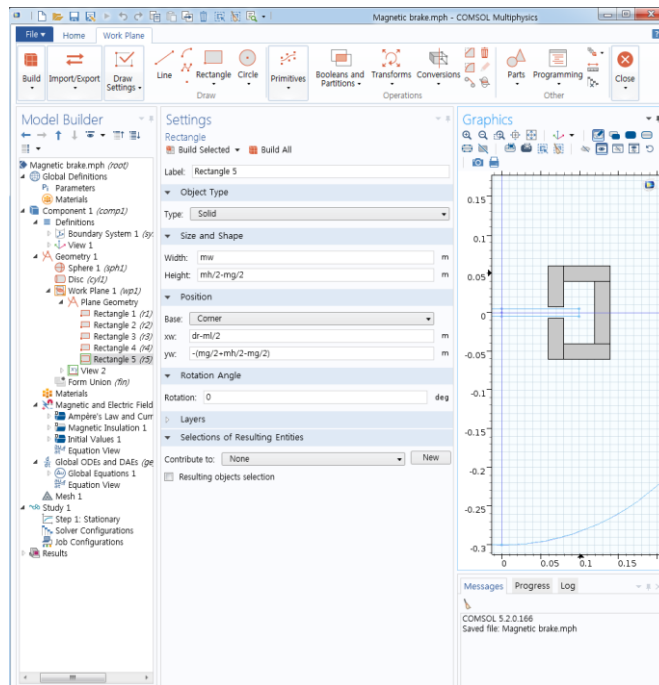 Magnetic brake.mph - COMSOL Multiphysics
File Home Work Plane
Build
Import/Export
Draw Settings
Line
Rectangle
Circle
Draw
Primitives
Booleans and Partitions
Transforms
Conversions
Operations
Parts
Programming
Other
Close
Model Builder
Magnetic brake.mph (root)
Global Definitions
Pi Parameters
Materials
Component 1 (comp1)
Definitions
Boundary System 1 (sy
View 1
Geometry 1
Sphere 1 (sph1)
Disc (cyl1)
Work Plane 1 (wp1)
Plane Geometry
Rectangle 1 (r1)
Rectangle 2 (r2)
Rectangle 3 (r3)
Rectangle 4 (r4)
Rectangle 5 (r5)
View 2
Form Union (fin)
Materials
Magnetic and Electric Field
Ampère's Law and Curr
Magnetic Insulation 1
Initial Values 1
Equation View
Global ODEs and DAEs (ge
Global Equations 1
Equation View
Mesh 1
Study 1
Step 1: Stationary
Solver Configurations
Job Configurations
Results
Settings
Rectangle
Build Selected Build All
Label: Rectangle 5
Object Type
Type: Solid
Size and Shape
Width: mw m
Height: mh/2-mg/2 m
Position
Base: Corner
xw: dr-ml/2 m
yw: -(mg/2+mh/2-mg/2) m
Rotation Angle
Rotation: 0 deg
Layers
Selections of Resulting Entities
Contribute to: None New
Resulting objects selection
Graphics
0.15
0.1
0.05
0
-0.05
-0.1
-0.15
-0.2
-0.25
-0.3
0 0.05 0.1 0.15
Messages Progress Log
COMSOL 5.2.0.166
Saved file: Magnetic brake.mph